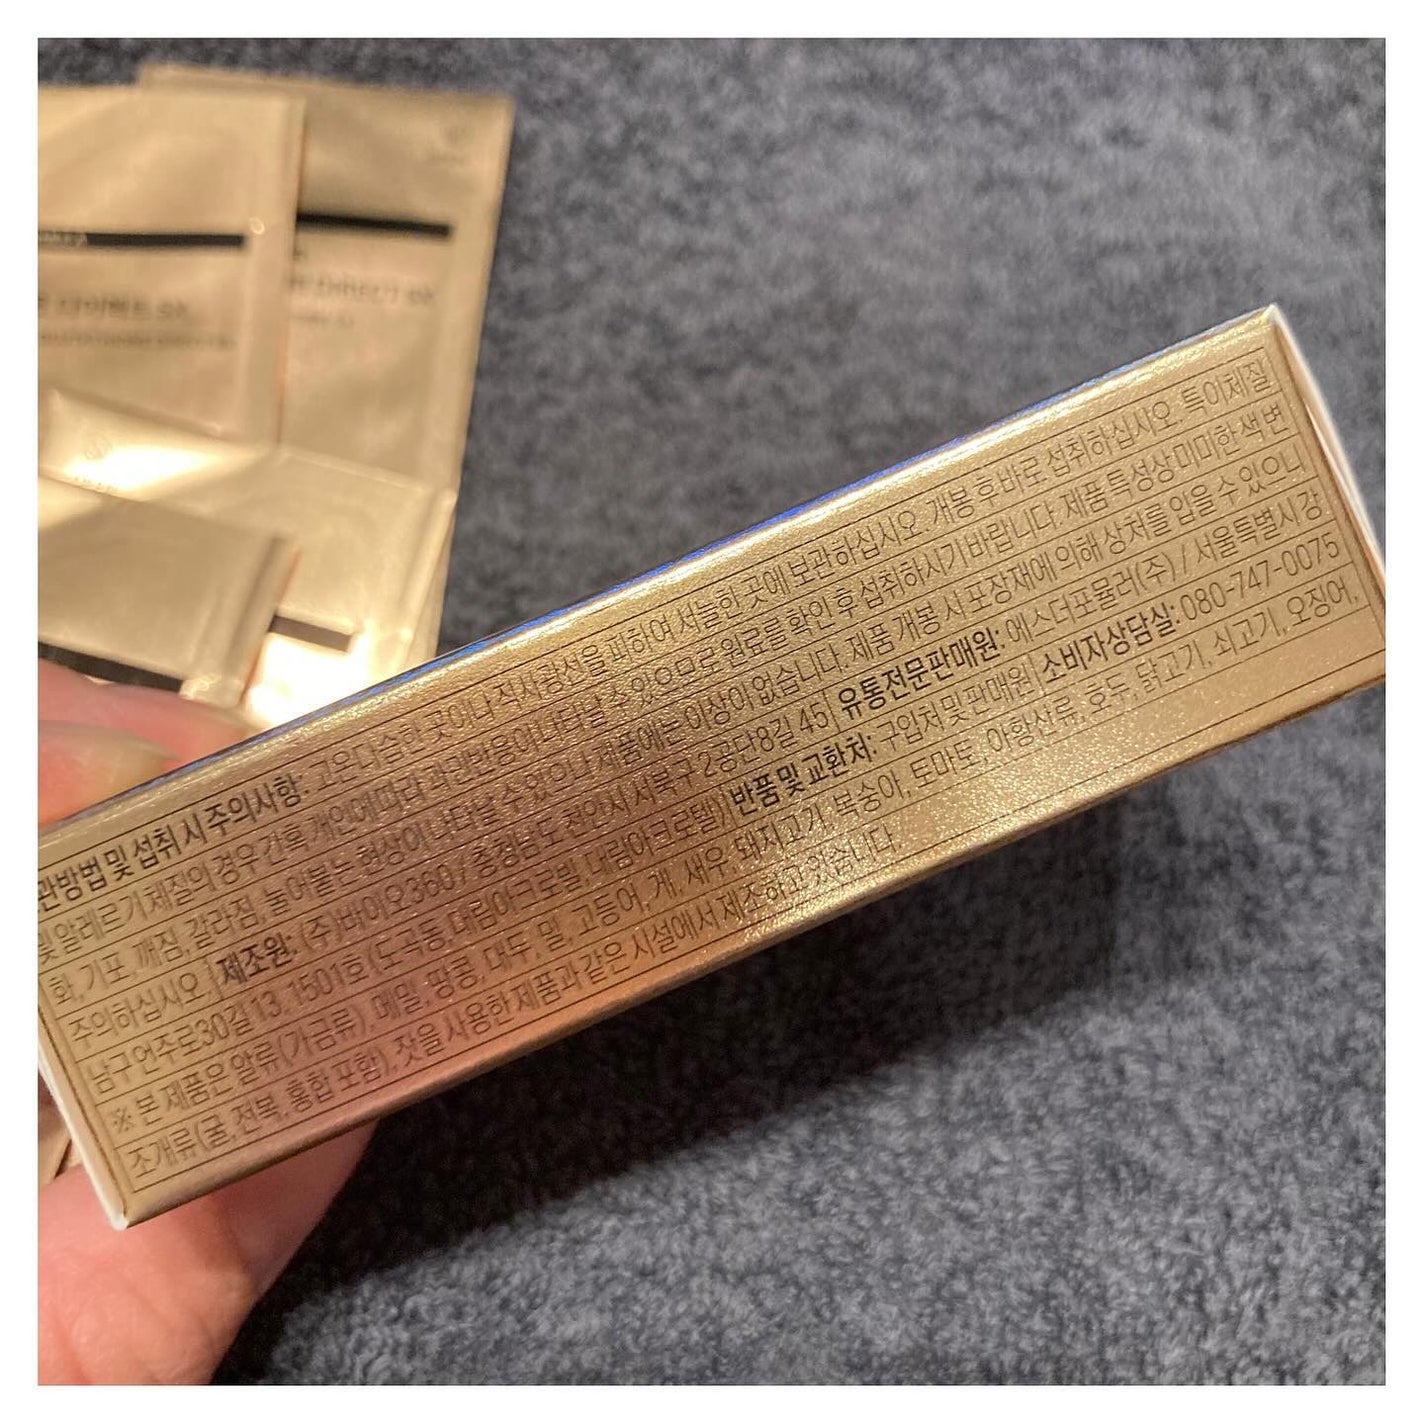 관방법 및 섭취 시 주의사항: 고온다습한 곳이나 직사광선을 피하여 서늘한 곳에 보관하십시오. 개봉 후 바로 섭취하십시오. 특이체질,
및 알레르기 체질의 경우 간혹 개인에 따라 과민반응이 나타날 수 있으므로 원료를 확인 후 섭취하시기 바랍니다. 제품 특성상 미미한 색 변
화, 기포, 깨짐, 갈라짐, 눌어붙는 현상이 나타날 수 있으나 제품에는 이상이 없습니다. 제품 개봉 시 포장재에 의해 상처를 입을 수 있으니
주의하십시오. | 제조원: (주)바이오360 / 충청남도 천안시 서북구 2공단8길 45 | 유통전문판매원: 에스더포뮬러(주) / 서울특별시 강
남구 언주로30길 13, 1501호 (도곡동, 대림아크로빌, 대림아크로텔) | 반품 및 교환처: 구입처 및 판매원 | 소비자상담실: 080-747-0075
※ 본 제품은 알류(가금류), 메밀, 땅콩, 대두, 밀, 고등어, 게, 새우, 돼지고기, 복숭아, 토마토, 아황산류, 호두, 닭고기, 쇠고기, 오징어,
조개류(굴, 전복, 홍합 포함), 잣을 사용한 제품과 같은 시설에서 제조하고 있습니다.
DIRECT